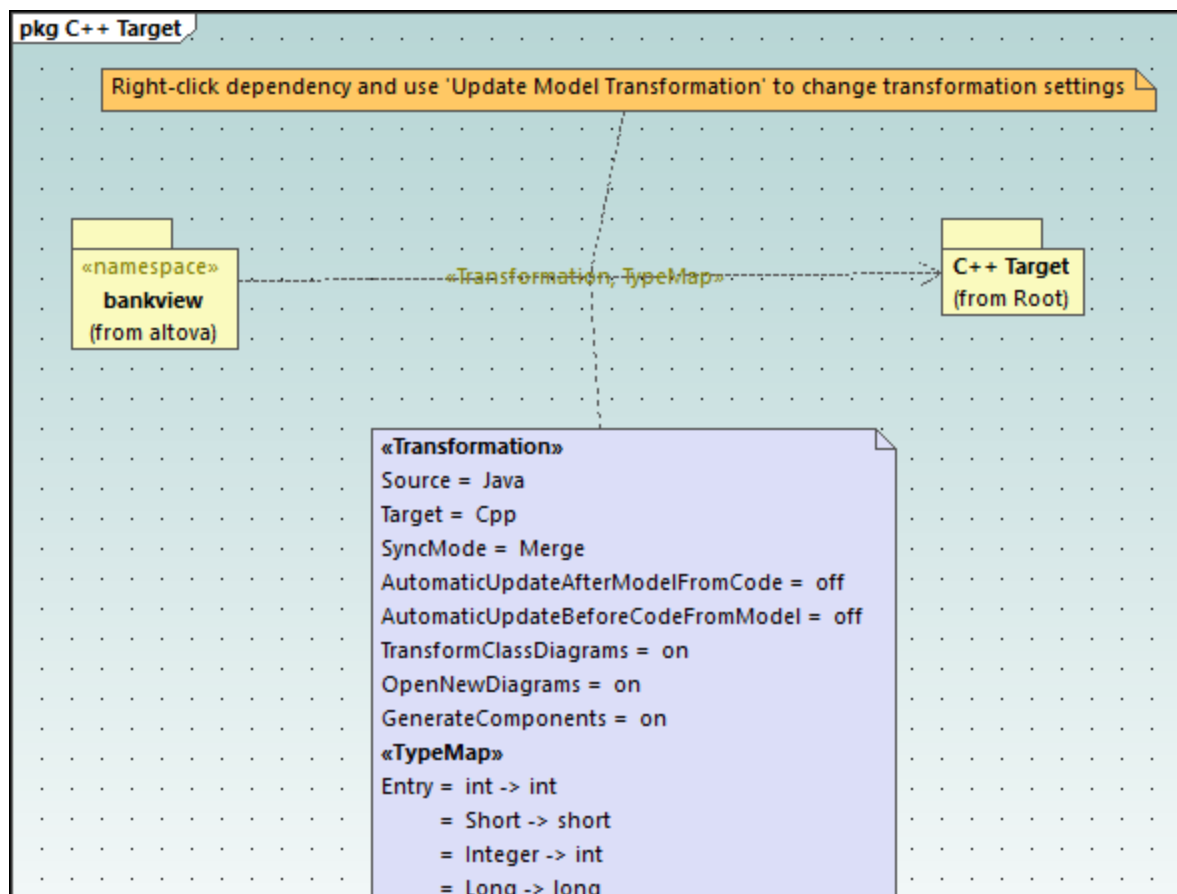 pkg C++ Target
Right-click dependency and use 'Update Model Transformation' to change transformation settings
«namespace»
bankview
(from altova)
«Transformation, TypeMap»
C++ Target
(from Root)
«Transformation»
Source = Java
Target = Cpp
SyncMode = Merge
AutomaticUpdateAfterModelFromCode = off
AutomaticUpdateBeforeCodeFromModel = off
TransformClassDiagrams = on
OpenNewDiagrams = on
GenerateComponents = on
«TypeMap»
Entry = int -> int
= Short -> short
= Integer -> int
= Long -> long